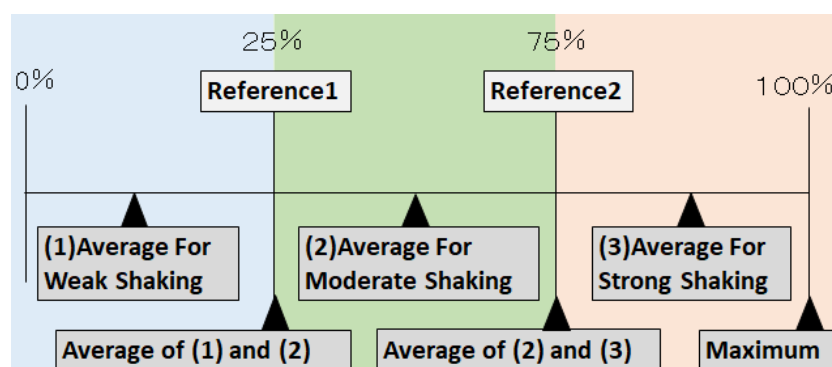 25%
75%
0%
Reference1
Reference2
100%
(1)Average For
Weak Shaking
(2)Average For
Moderate Shaking
(3)Average For
Strong Shaking
Average of (1) and (2)
Average of (2) and (3)
Maximum